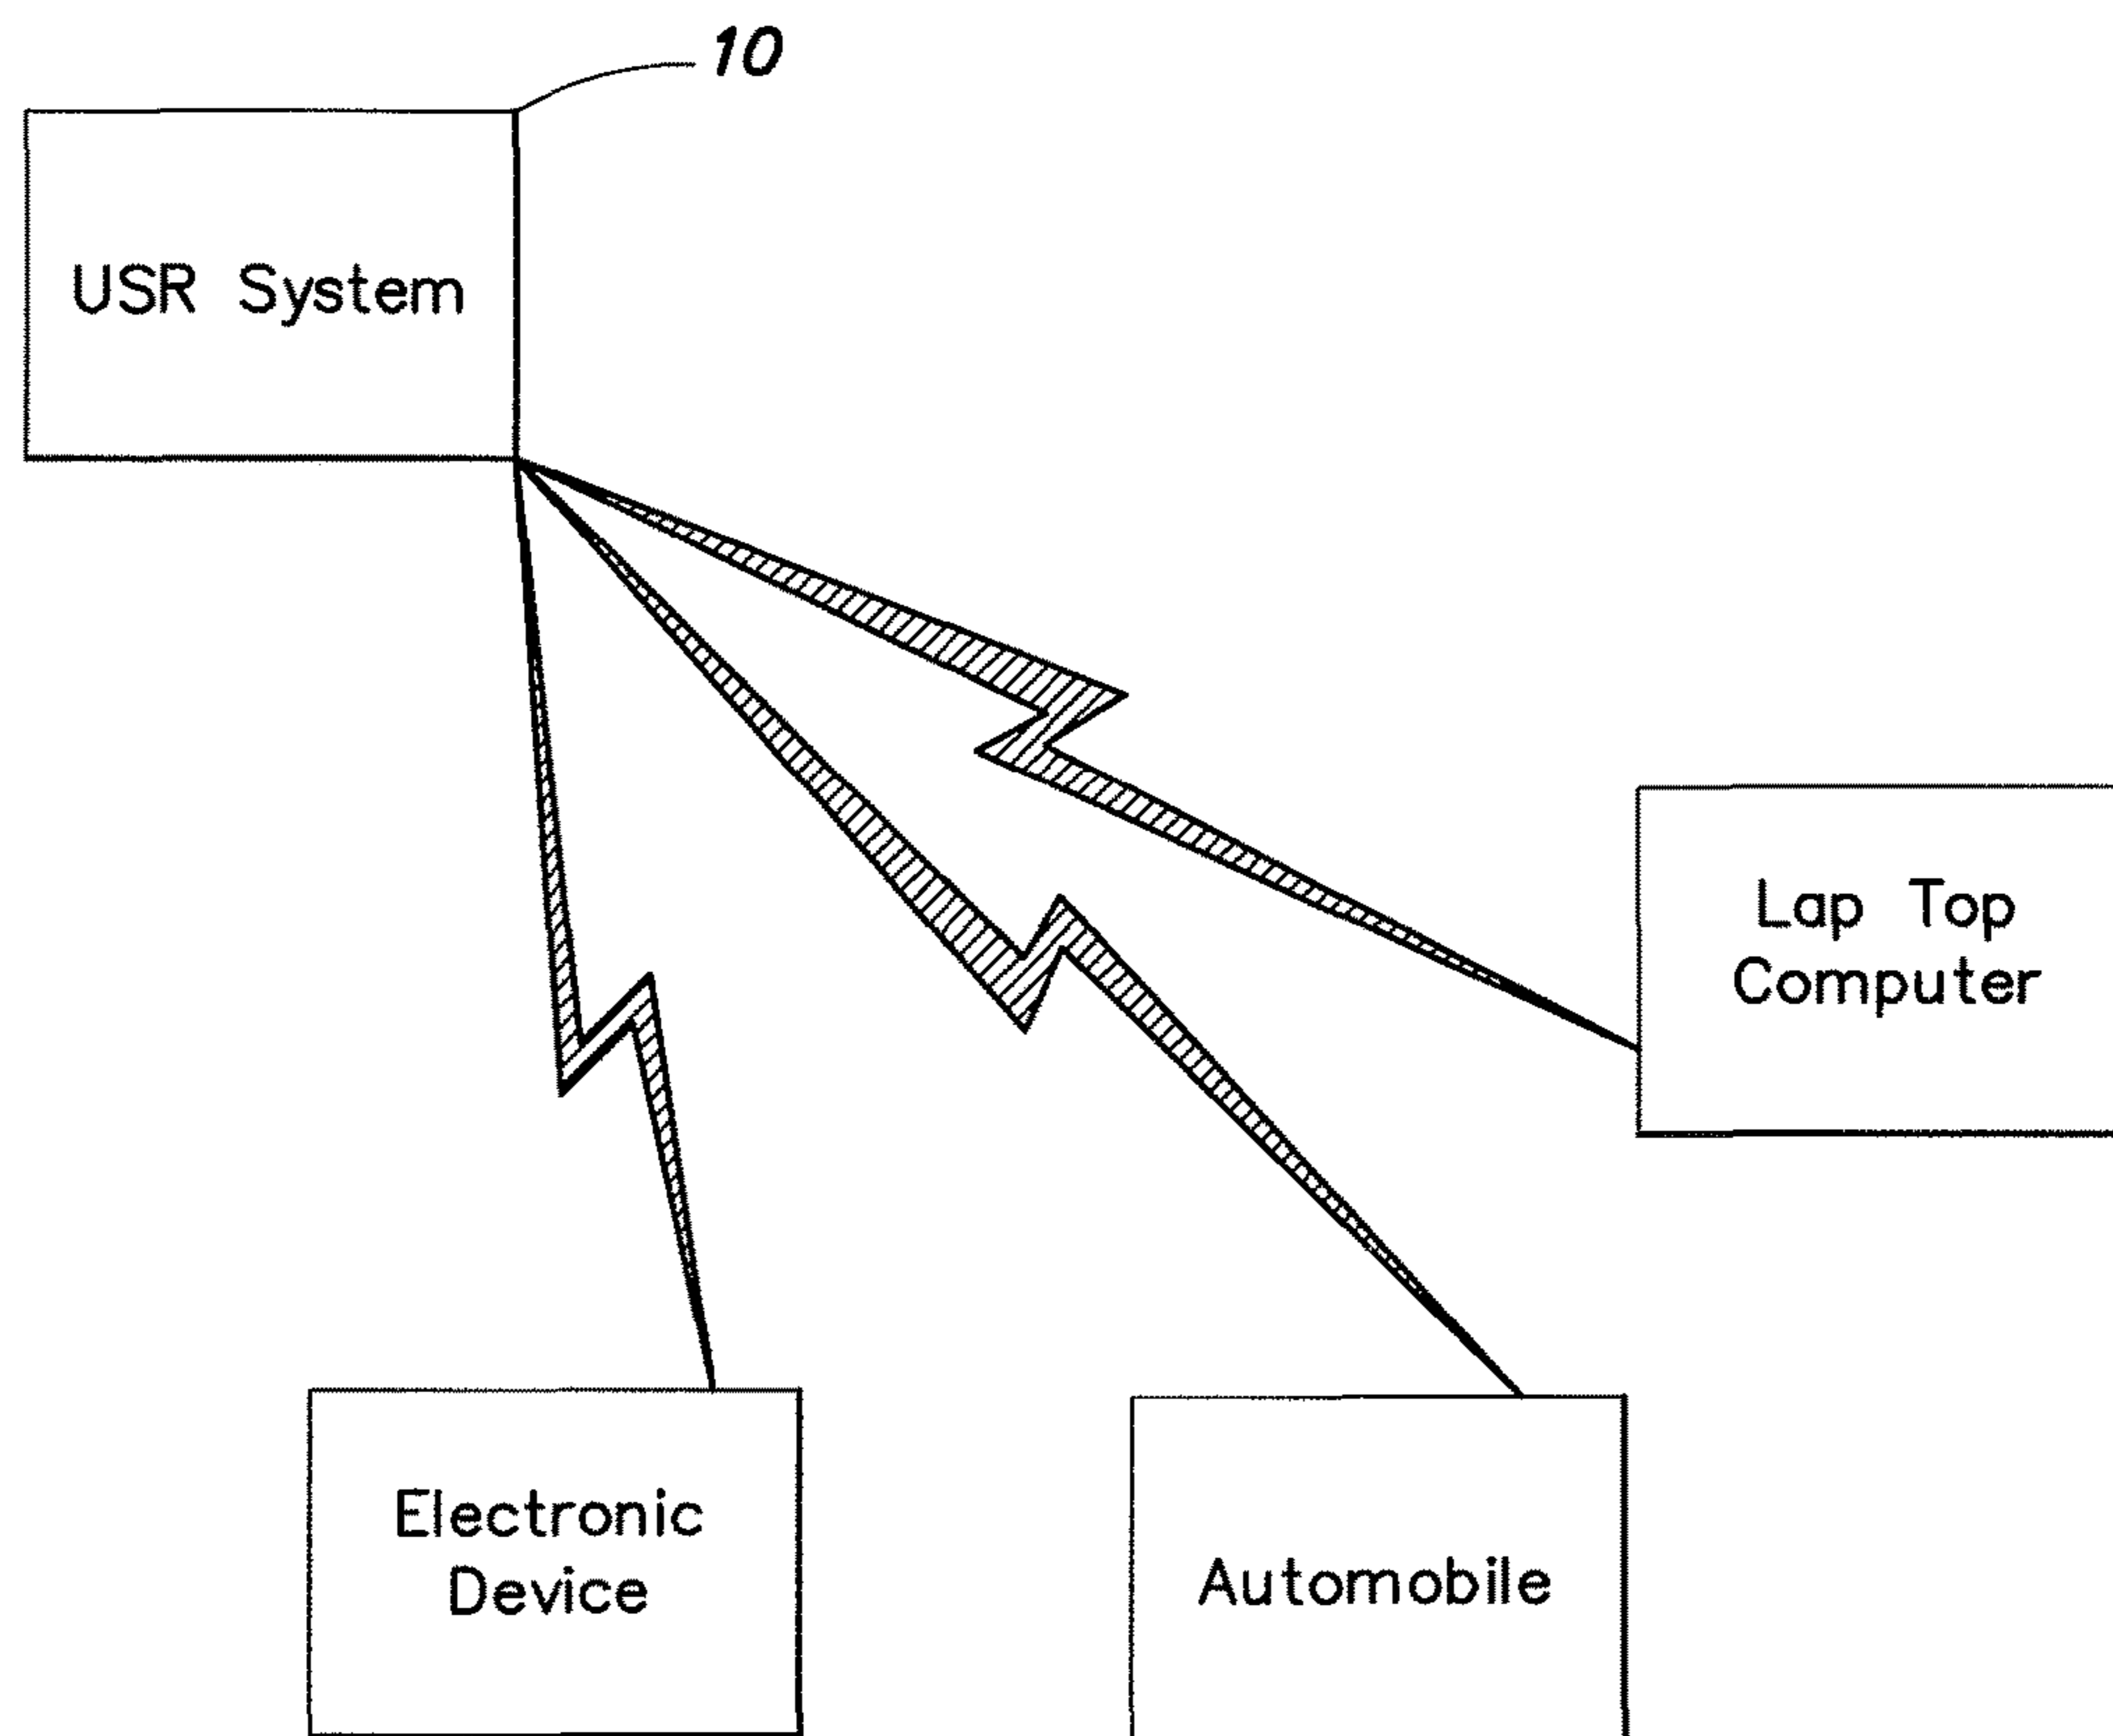 10
USR System
Lap Top
Computer
Electronic
Device
Automobile